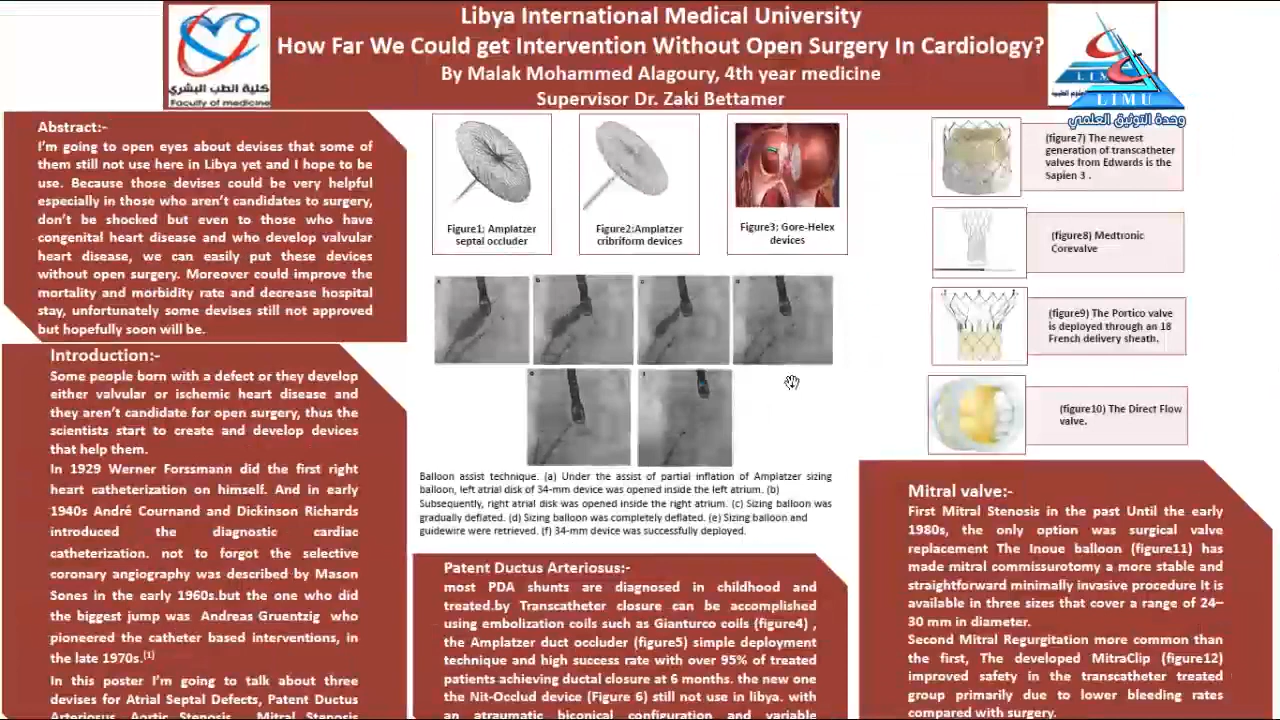 Libya International Medical University
How Far We Could get Intervention Without Open Surgery In Cardiology?
By Malak Mohammed Alagoury, 4th year medicine
Supervisor Dr. Zaki Bettamer
كلية الطب البشري
Faculty of medicine
LIMU
وحدة التوثيق العلمي
Abstract:-
I'm going to open eyes about devises that some of
them still not use here in Libya yet and I hope to be
use. Because those devises could be very helpful
especially in those who aren't candidates to surgery,
don't be shocked but even to those who have
congenital heart disease and who develop valvular
heart disease, we can easily put these devices
without open surgery. Moreover could improve the
mortality and morbidity rate and decrease hospital
stay, unfortunately some devises still not approved
but hopefully soon will be.
Introduction:-
Some people born with a defect or they develop
either valvular or ischemic heart disease and
they aren't candidate for open surgery, thus the
scientists start to create and develop devices
that help them.
In 1929 Werner Forssmann did the first right
heart catheterization on himself. And in early
1940s André Cournand and Dickinson Richards
introduced the diagnostic cardiac
catheterization. not to forgot the selective
coronary angiography was described by Mason
Sones in the early 1960s.but the one who did
the biggest jump was Andreas Gruentzig who
pioneered the catheter based interventions, in
the late 1970s.[1]
In this poster I'm going to talk about three
devises for Atrial Septal Defects, Patent Ductus
Arteriosus, Aortic Stenosis, Mitral Stenosis
Figure1; Amplatzer
septal occluder
Figure2:Amplatzer
cribriform devices
Figure3; Gore-Helex
devices
a
b
c
d
e
f
Balloon assist technique. (a) Under the assist of partial inflation of Amplatzer sizing
balloon, left atrial disk of 34-mm device was opened inside the left atrium. (b)
Subsequently, right atrial disk was opened inside the right atrium. (c) Sizing balloon was
gradually deflated. (d) Sizing balloon was completely deflated. (e) Sizing balloon and
guidewire were retrieved. (f) 34-mm device was successfully deployed.
Patent Ductus Arteriosus:-
most PDA shunts are diagnosed in childhood and
treated.by Transcatheter closure can be accomplished
using embolization coils such as Gianturco coils (figure4) ,
the Amplatzer duct occluder (figure5) simple deployment
technique and high success rate with over 95% of treated
patients achieving ductal closure at 6 months. the new one
the Nit-Occlud device (Figure 6) still not use in libya. with
an atraumatic biconical configuration and variable
(figure7) The newest
generation of transcatheter
valves from Edwards is the
Sapien 3 .
(figure8) Medtronic
Corevalve
(figure9) The Portico valve
is deployed through an 18
French delivery sheath.
(figure10) The Direct Flow
valve.
Mitral valve:-
First Mitral Stenosis in the past Until the early
1980s, the only option was surgical valve
replacement The Inoue balloon (figure11) has
made mitral commissurotomy a more stable and
straightforward minimally invasive procedure It is
available in three sizes that cover a range of 24–
30 mm in diameter.
Second Mitral Regurgitation more common than
the first, The developed MitraClip (figure12)
improved safety in the transcatheter treated
group primarily due to lower bleeding rates
compared with surgery.